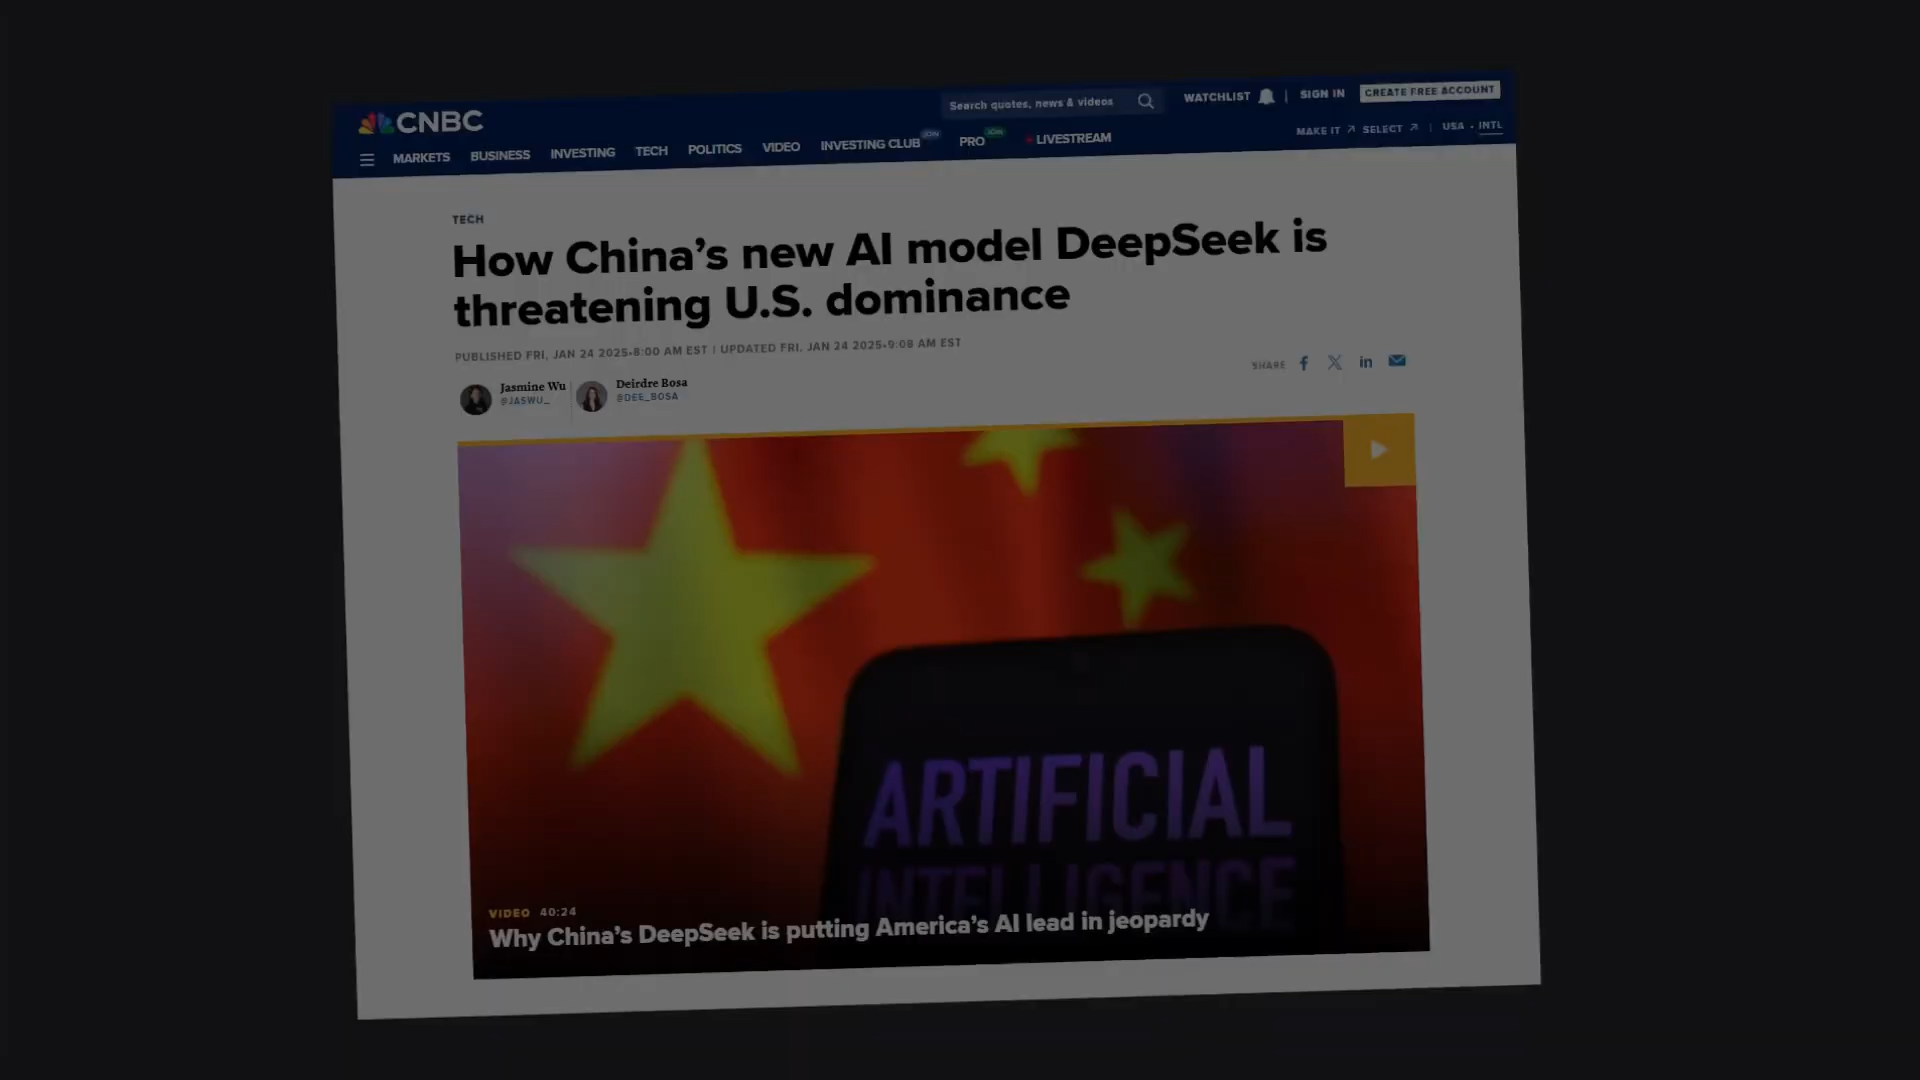 CNBC
Search quotes, news & videos
WATCHLIST | SIGN IN
CREATE FREE ACCOUNT
MARKETS BUSINESS INVESTING TECH POLITICS VIDEO INVESTING CLUB JOIN PRO JOIN LIVESTREAM
MAKE IT ↗ SELECT ↗ | USA • INTL
TECH
How China’s new AI model DeepSeek is
threatening U.S. dominance
PUBLISHED FRI, JAN 24 2025•8:00 AM EST | UPDATED FRI, JAN 24 2025•9:08 AM EST
SHARE
Jasmine Wu
@JASWU_
Deirdre Bosa
@DEE_BOSA
ARTIFICIAL
INTELLIGENCE
VIDEO 40:24
Why China’s DeepSeek is putting America’s AI lead in jeopardy